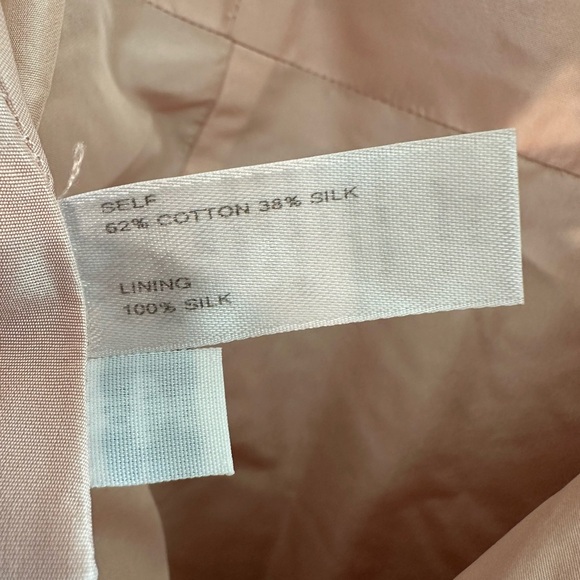 SELF
62% COTTON 38% SILK
LINING
100% SILK